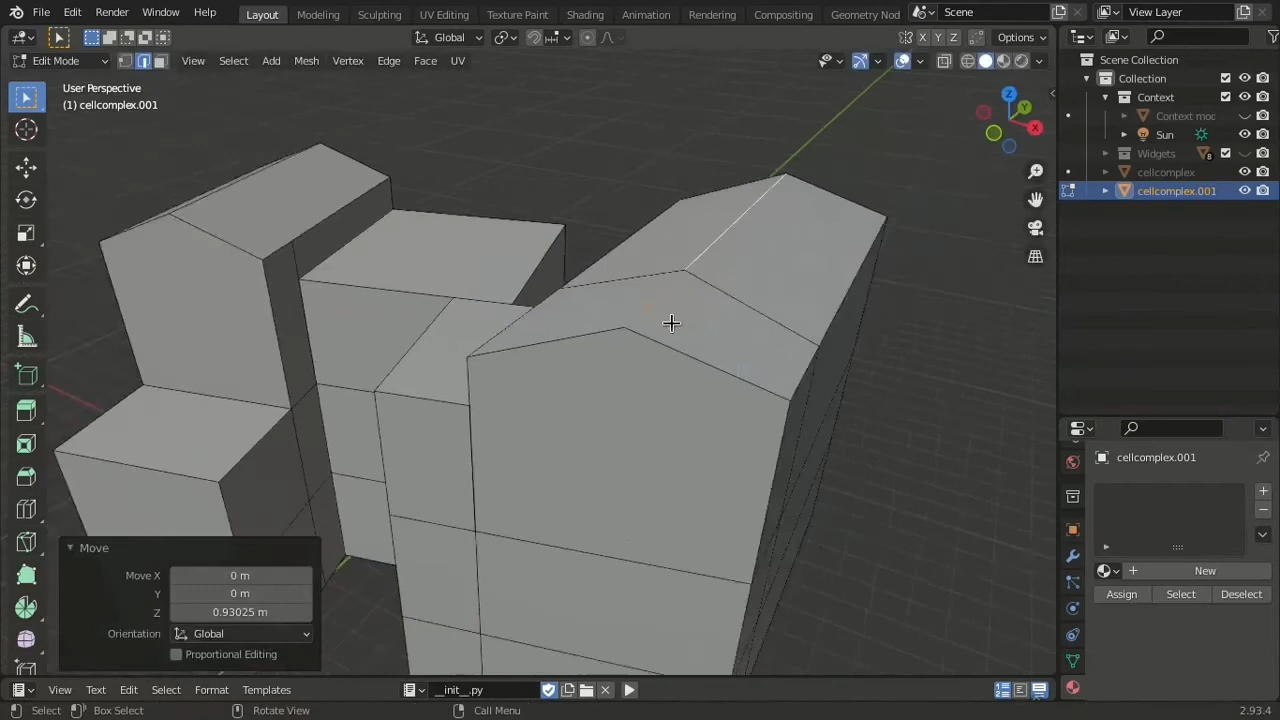 File Edit Render Window Help Layout Modeling Sculpting UV Editing Texture Paint Shading Animation Rendering Compositing Geometry Nod Scene View Layer
Global X Y Z Options
Edit Mode View Select Add Mesh Vertex Edge Face UV
User Perspective
(1) cellcomplex.001
Z
Y
X
Scene Collection
Collection
Context
Context moc
Sun
Widgets 8
cellcomplex
cellcomplex.001
cellcomplex.001
New
Assign Select Deselect
Move
Move X 0 m
Y 0 m
Z 0.93025 m
Orientation Global
Proportional Editing
View Text Edit Select Format Templates __init__.py
Select Box Select Rotate View Call Menu 2.93.4